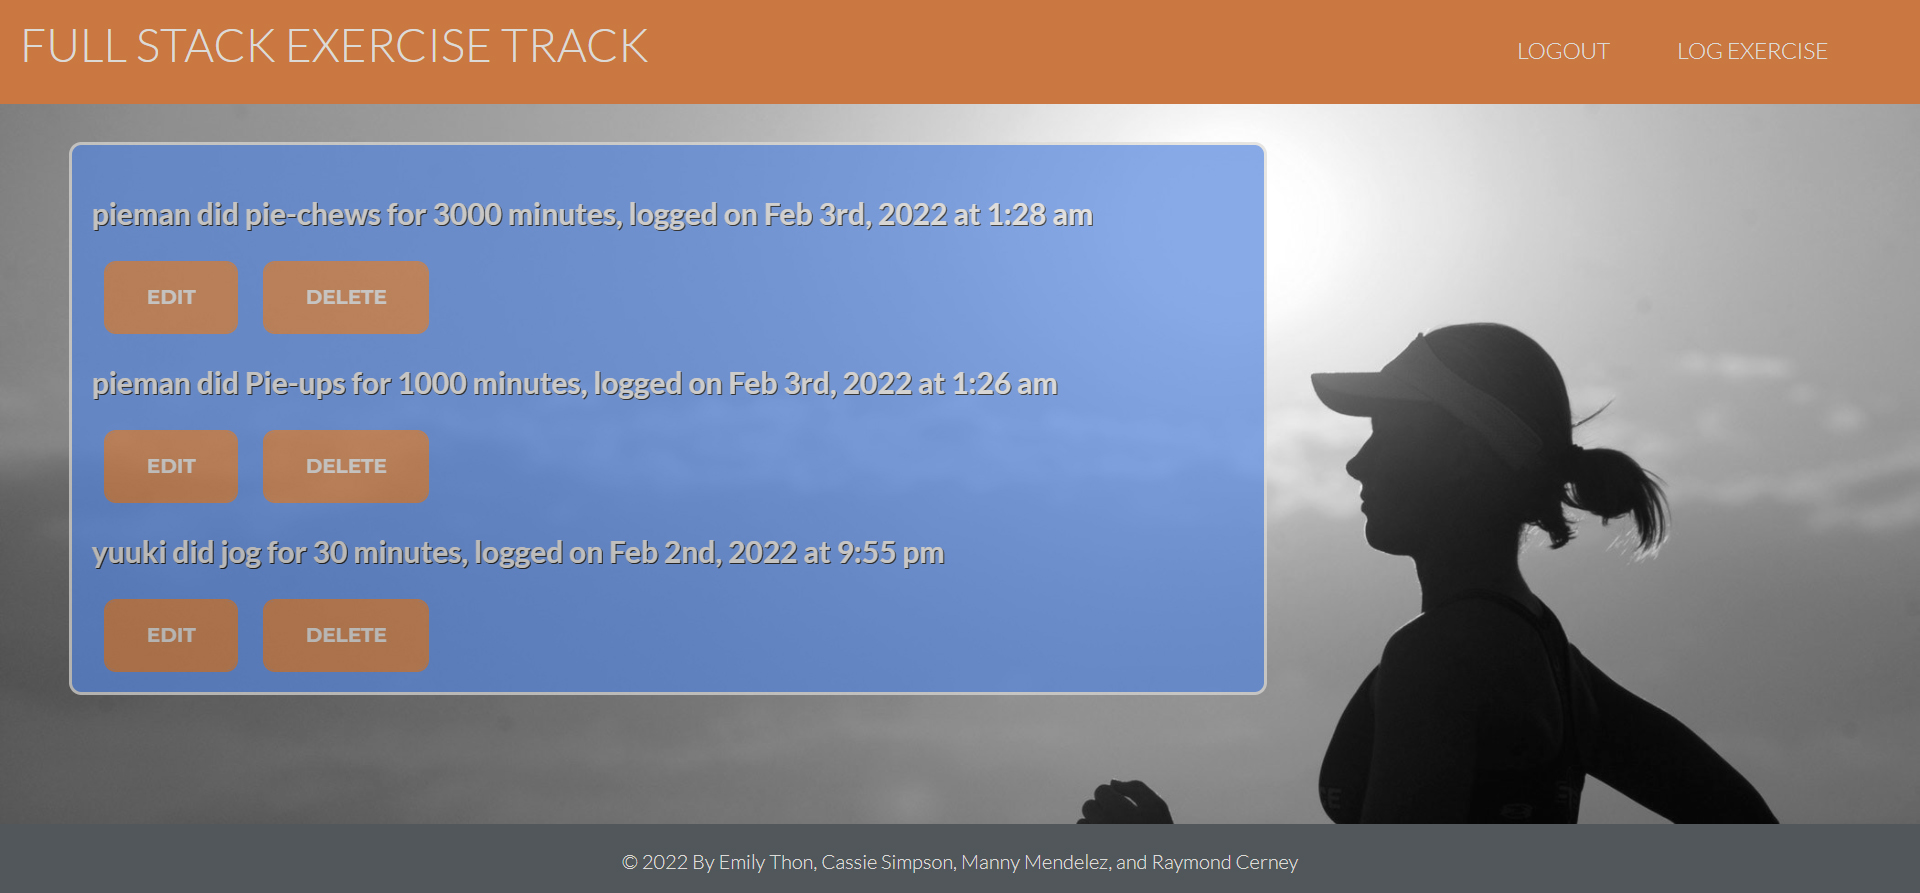 FULL STACK EXERCISE TRACK
LOGOUT
LOG EXERCISE
pieman did pie-chews for 3000 minutes, logged on Feb 3rd, 2022 at 1:28 am
EDIT
DELETE
pieman did Pie-ups for 1000 minutes, logged on Feb 3rd, 2022 at 1:26 am
EDIT
DELETE
yuuki did jog for 30 minutes, logged on Feb 2nd, 2022 at 9:55 pm
EDIT
DELETE
© 2022 By Emily Thon, Cassie Simpson, Manny Mendelez, and Raymond Cerney